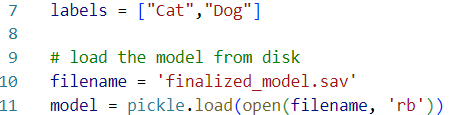 7 labels = ["Cat","Dog"]
8
9 # load the model from disk
10 filename = 'finalized_model.sav'
11 model = pickle.load(open(filename, 'rb'))